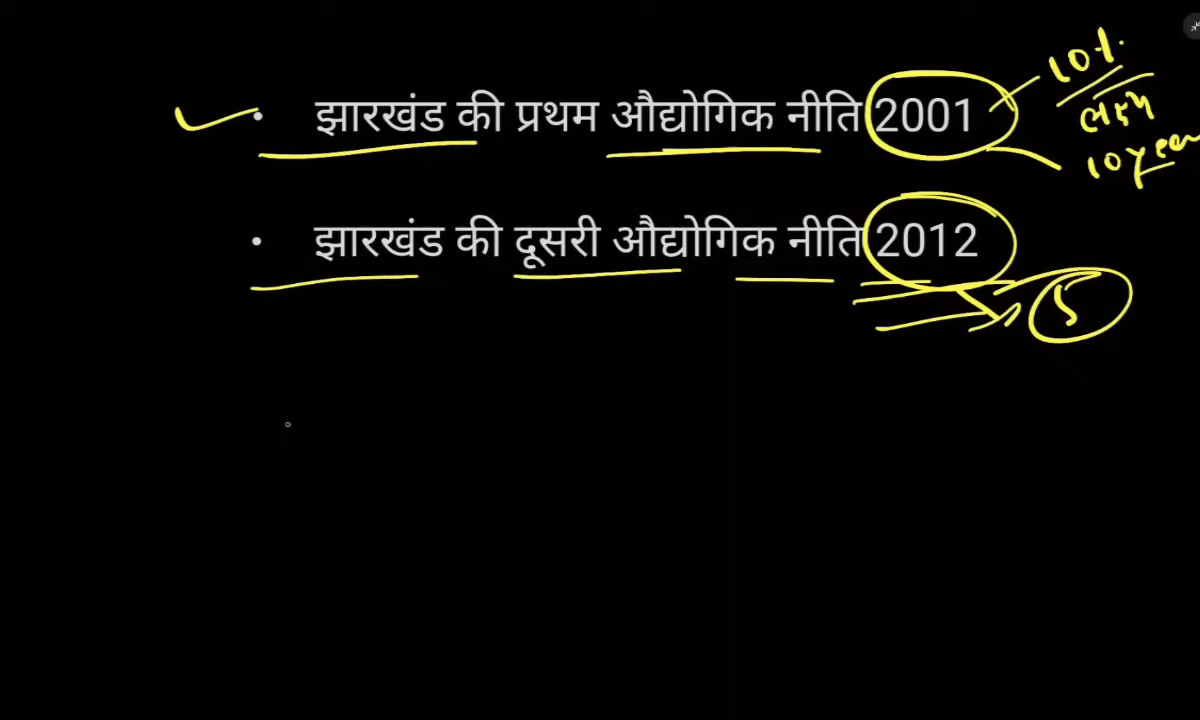 • झारखंड की प्रथम औद्योगिक नीति 2001
10%
लक्ष्य
10 year
• झारखंड की दूसरी औद्योगिक नीति 2012
5